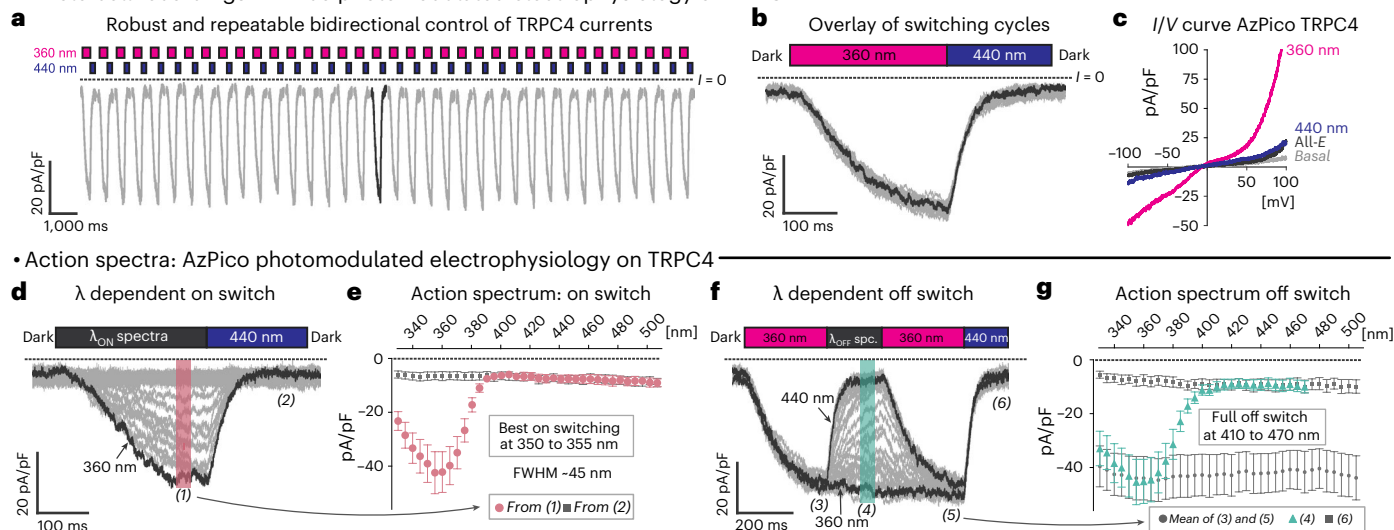 a
Robust and repeatable bidirectional control of TRPC4 currents
360 nm
440 nm
I = 0
20 pA/pF
1,000 ms
b
Overlay of switching cycles
Dark
360 nm
440 nm
Dark
I = 0
20 pA/pF
100 ms
c
I/V curve AzPico TRPC4
100
360 nm
75
50
25
pA/pF
440 nm
All-E
Basal
−100
−50
50
100
[mV]
−25
−50
• Action spectra: AzPico photomodulated electrophysiology on TRPC4
d
λ dependent on switch
Dark
λON spectra
440 nm
Dark
(2)
360 nm
(1)
20 pA/pF
100 ms
e
Action spectrum: on switch
340
360
380
400
420
440
460
480
500
[nm]
0
−20
−40
pA/pF
Best on switching
at 350 to 355 nm
FWHM ~45 nm
From (1)
From (2)
f
λ dependent off switch
Dark
360 nm
λOFF spc.
360 nm
440 nm
440 nm
(6)
(3)
(4)
360 nm
(5)
20 pA/pF
200 ms
g
Action spectrum off switch
340
360
380
400
420
440
460
480
500
[nm]
0
−20
−40
pA/pF
Full off switch
at 410 to 470 nm
Mean of (3) and (5)
(4)
(6)